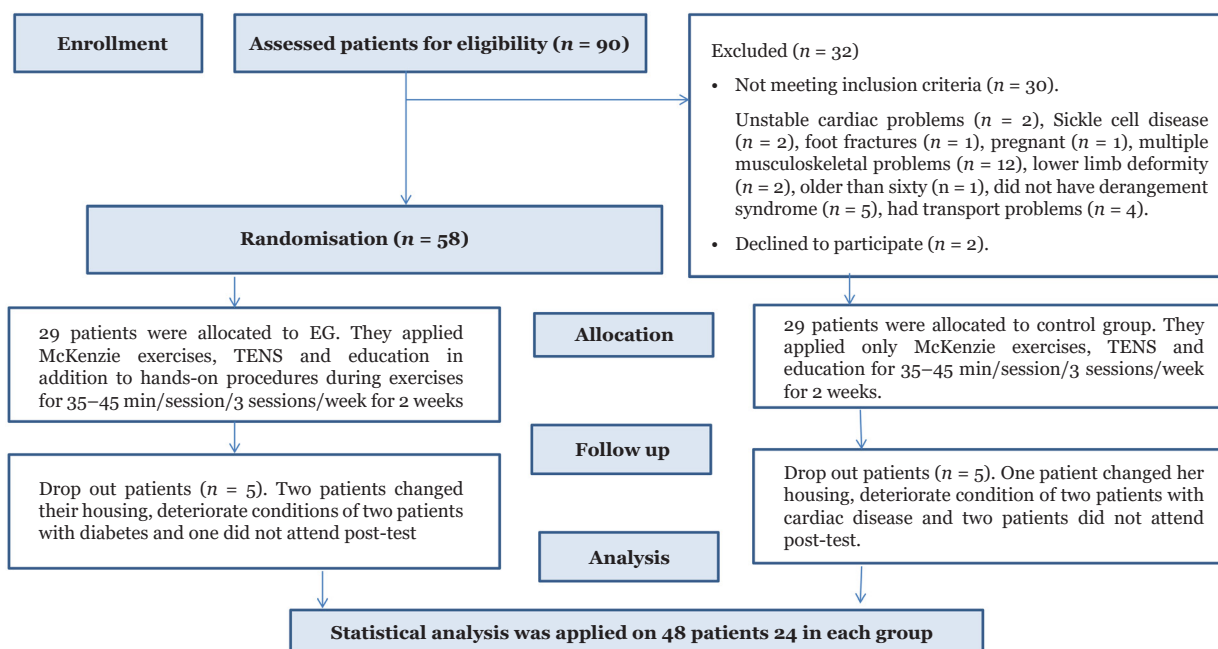 Enrollment
Assessed patients for eligibility (n = 90)
Excluded (n = 32)
• Not meeting inclusion criteria (n = 30).
Unstable cardiac problems (n = 2), Sickle cell disease
(n = 2), foot fractures (n = 1), pregnant (n = 1), multiple
musculoskeletal problems (n = 12), lower limb deformity
(n = 2), older than sixty (n = 1), did not have derangement
syndrome (n = 5), had transport problems (n = 4).
• Declined to participate (n = 2).
Randomisation (n = 58)
29 patients were allocated to EG. They applied
McKenzie exercises, TENS and education in
addition to hands-on procedures during exercises
for 35–45 min/session/3 sessions/week for 2 weeks
Allocation
29 patients were allocated to control group. They
applied only McKenzie exercises, TENS and
education for 35–45 min/session/3 sessions/week
for 2 weeks.
Follow up
Drop out patients (n = 5). Two patients changed
their housing, deteriorate conditions of two patients
with diabetes and one did not attend post-test
Drop out patients (n = 5). One patient changed her
housing, deteriorate condition of two patients with
cardiac disease and two patients did not attend
post-test.
Analysis
Statistical analysis was applied on 48 patients 24 in each group